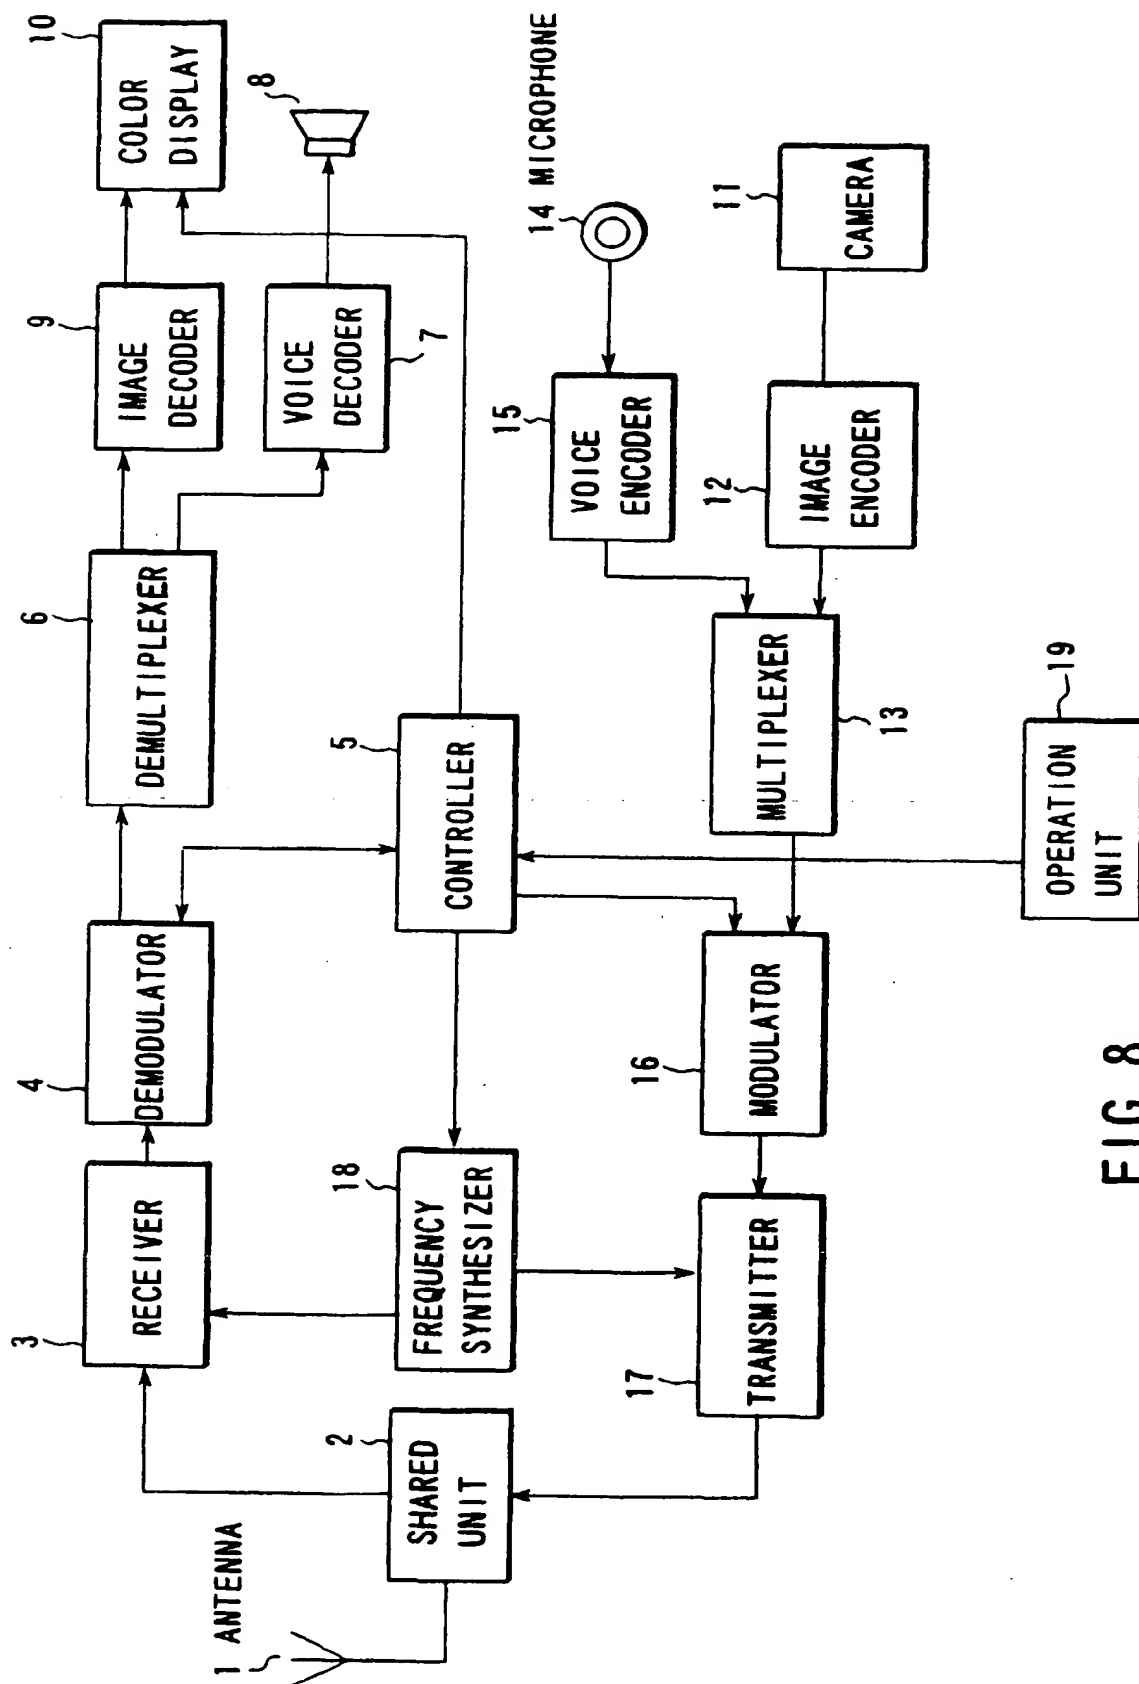 1 ANTENNA
2
SHARED
UNIT
3
RECEIVER
4
DEMODULATOR
6
DEMULTIPLEXER
9
IMAGE
DECODER
10
COLOR
DISPLAY
VOICE
DECODER
7
8
18
FREQUENCY
SYNTHESIZER
5
CONTROLLER
17
TRANSMITTER
16
MODULATOR
MULTIPLEXER
13
15
VOICE
ENCODER
14 MICROPHONE
12
IMAGE
ENCODER
11
CAMERA
19
OPERATION
UNIT
FIG. 8